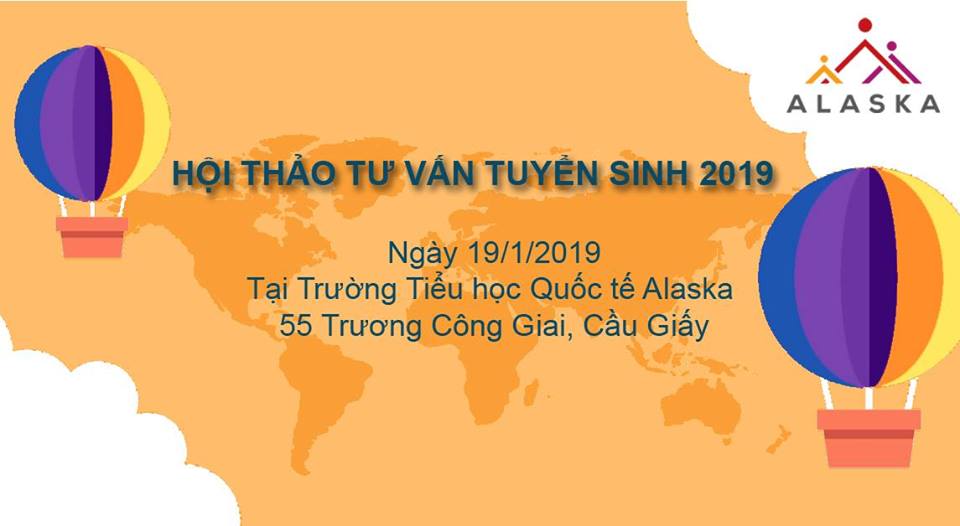 ALASKA
HỘI THẢO TƯ VẤN TUYỂN SINH 2019
Ngày 19/1/2019
Tại Trường Tiểu học Quốc tế Alaska
55 Trương Công Giai, Cầu Giấy